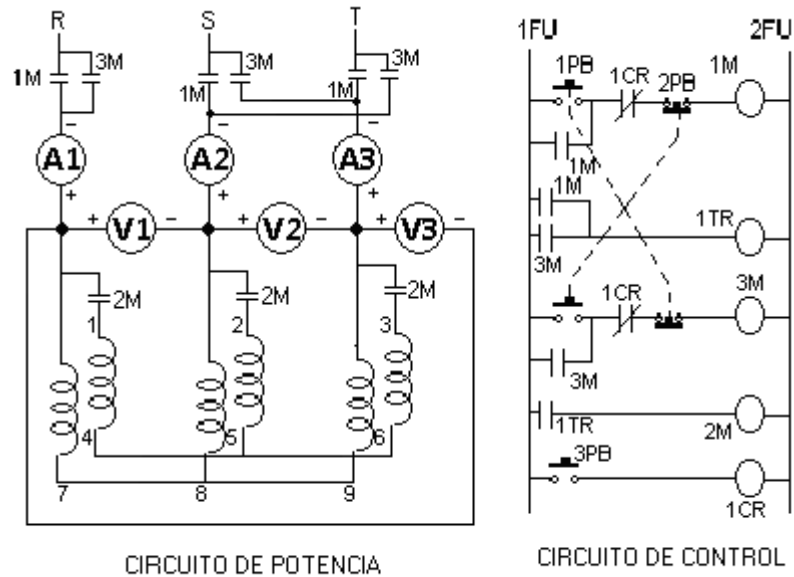 R S T
1M 3M 1M 3M 1M 3M
- - -
A1 A2 A3
+ + +
+ V1 - + V2 - + V3 -
2M 2M 2M
1 2 3
4 5 6
7 8 9
CIRCUITO DE POTENCIA
1FU 2FU
1PB 1CR 2PB 1M
1M
1M
1TR
3M
1CR 3M
3M
1TR 2M
3PB
1CR
CIRCUITO DE CONTROL